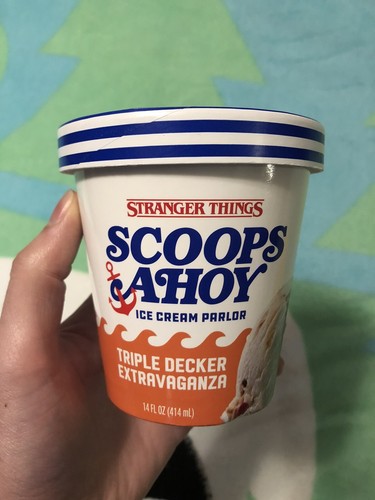 STRANGER THINGS
SCOOPS
AHOY
ICE CREAM PARLOR
TRIPLE DECKER
EXTRAVAGANZA
14 FL OZ (414 mL)